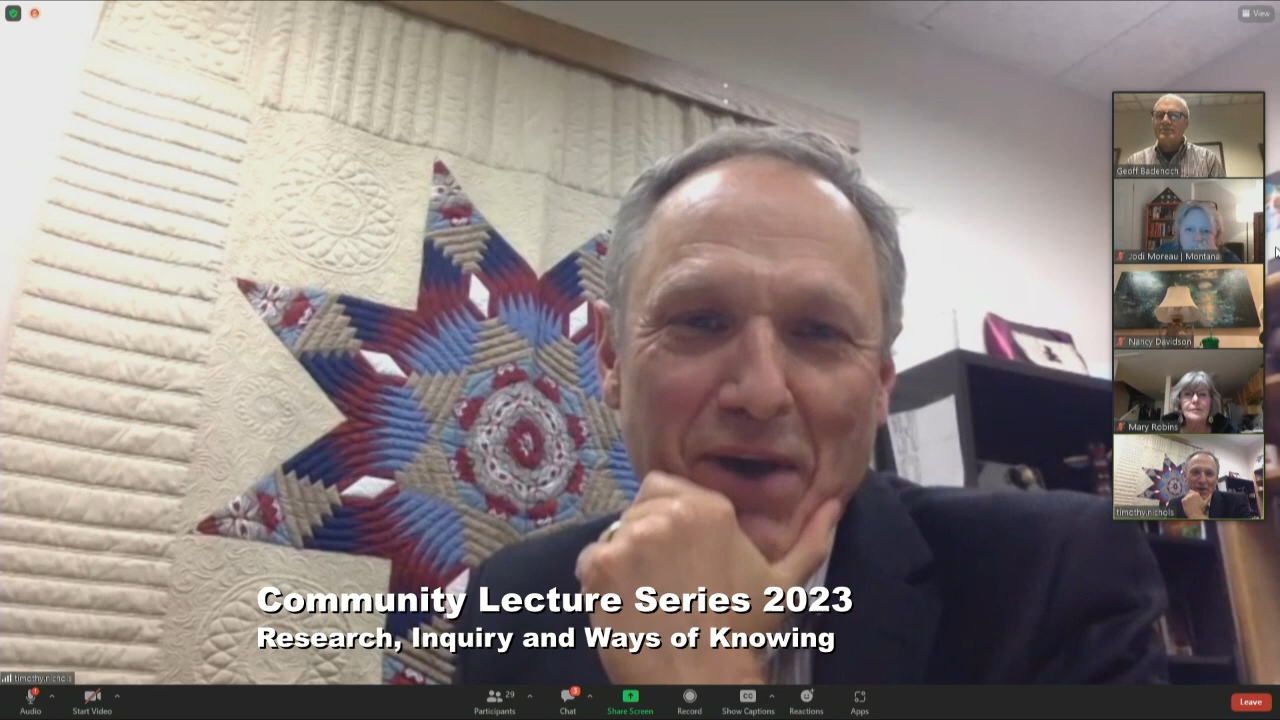 View
Geoff Badenoch
Jodi Moreau | Montana
Nancy Davidson
Mary Robins
timothy.nichols
Community Lecture Series 2023
Research, Inquiry and Ways of Knowing
timothy.nichols
Audio
Start Video
Participants
29
Chat
3
Share Screen
Record
CC
Show Captions
Reactions
Apps
Leave